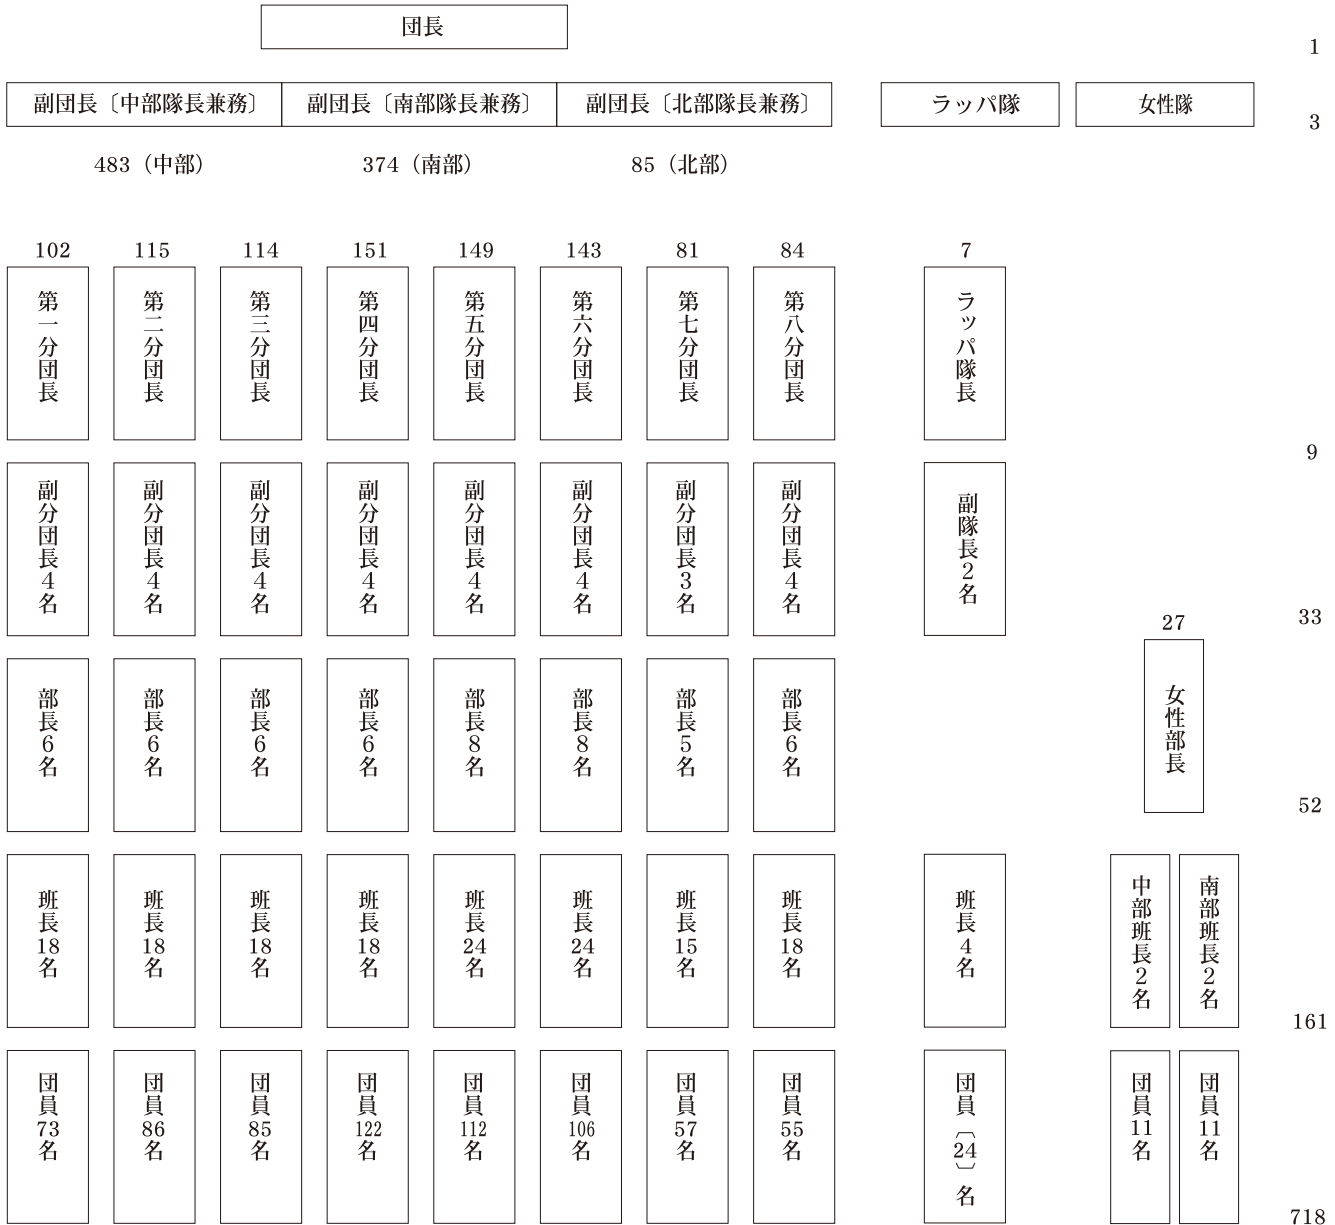 団長
1
副団長〔中部隊長兼務〕
副団長〔南部隊長兼務〕
副団長〔北部隊長兼務〕
ラッパ隊
女性隊
3
483（中部）
374（南部）
85（北部）
102
115
114
151
149
143
81
84
7
第一分団長
第二分団長
第三分団長
第四分団長
第五分団長
第六分団長
第七分団長
第八分団長
ラッパ隊長
9
副分団長4名
副分団長4名
副分団長4名
副分団長4名
副分団長4名
副分団長4名
副分団長3名
副分団長4名
副隊長2名
33
27
部長6名
部長6名
部長6名
部長6名
部長8名
部長8名
部長5名
部長6名
女性部長
52
班長18名
班長18名
班長18名
班長18名
班長24名
班長24名
班長15名
班長18名
班長4名
中部班長2名
南部班長2名
161
団員73名
団員86名
団員85名
団員122名
団員112名
団員106名
団員57名
団員55名
団員〔24〕名
団員11名
団員11名
718